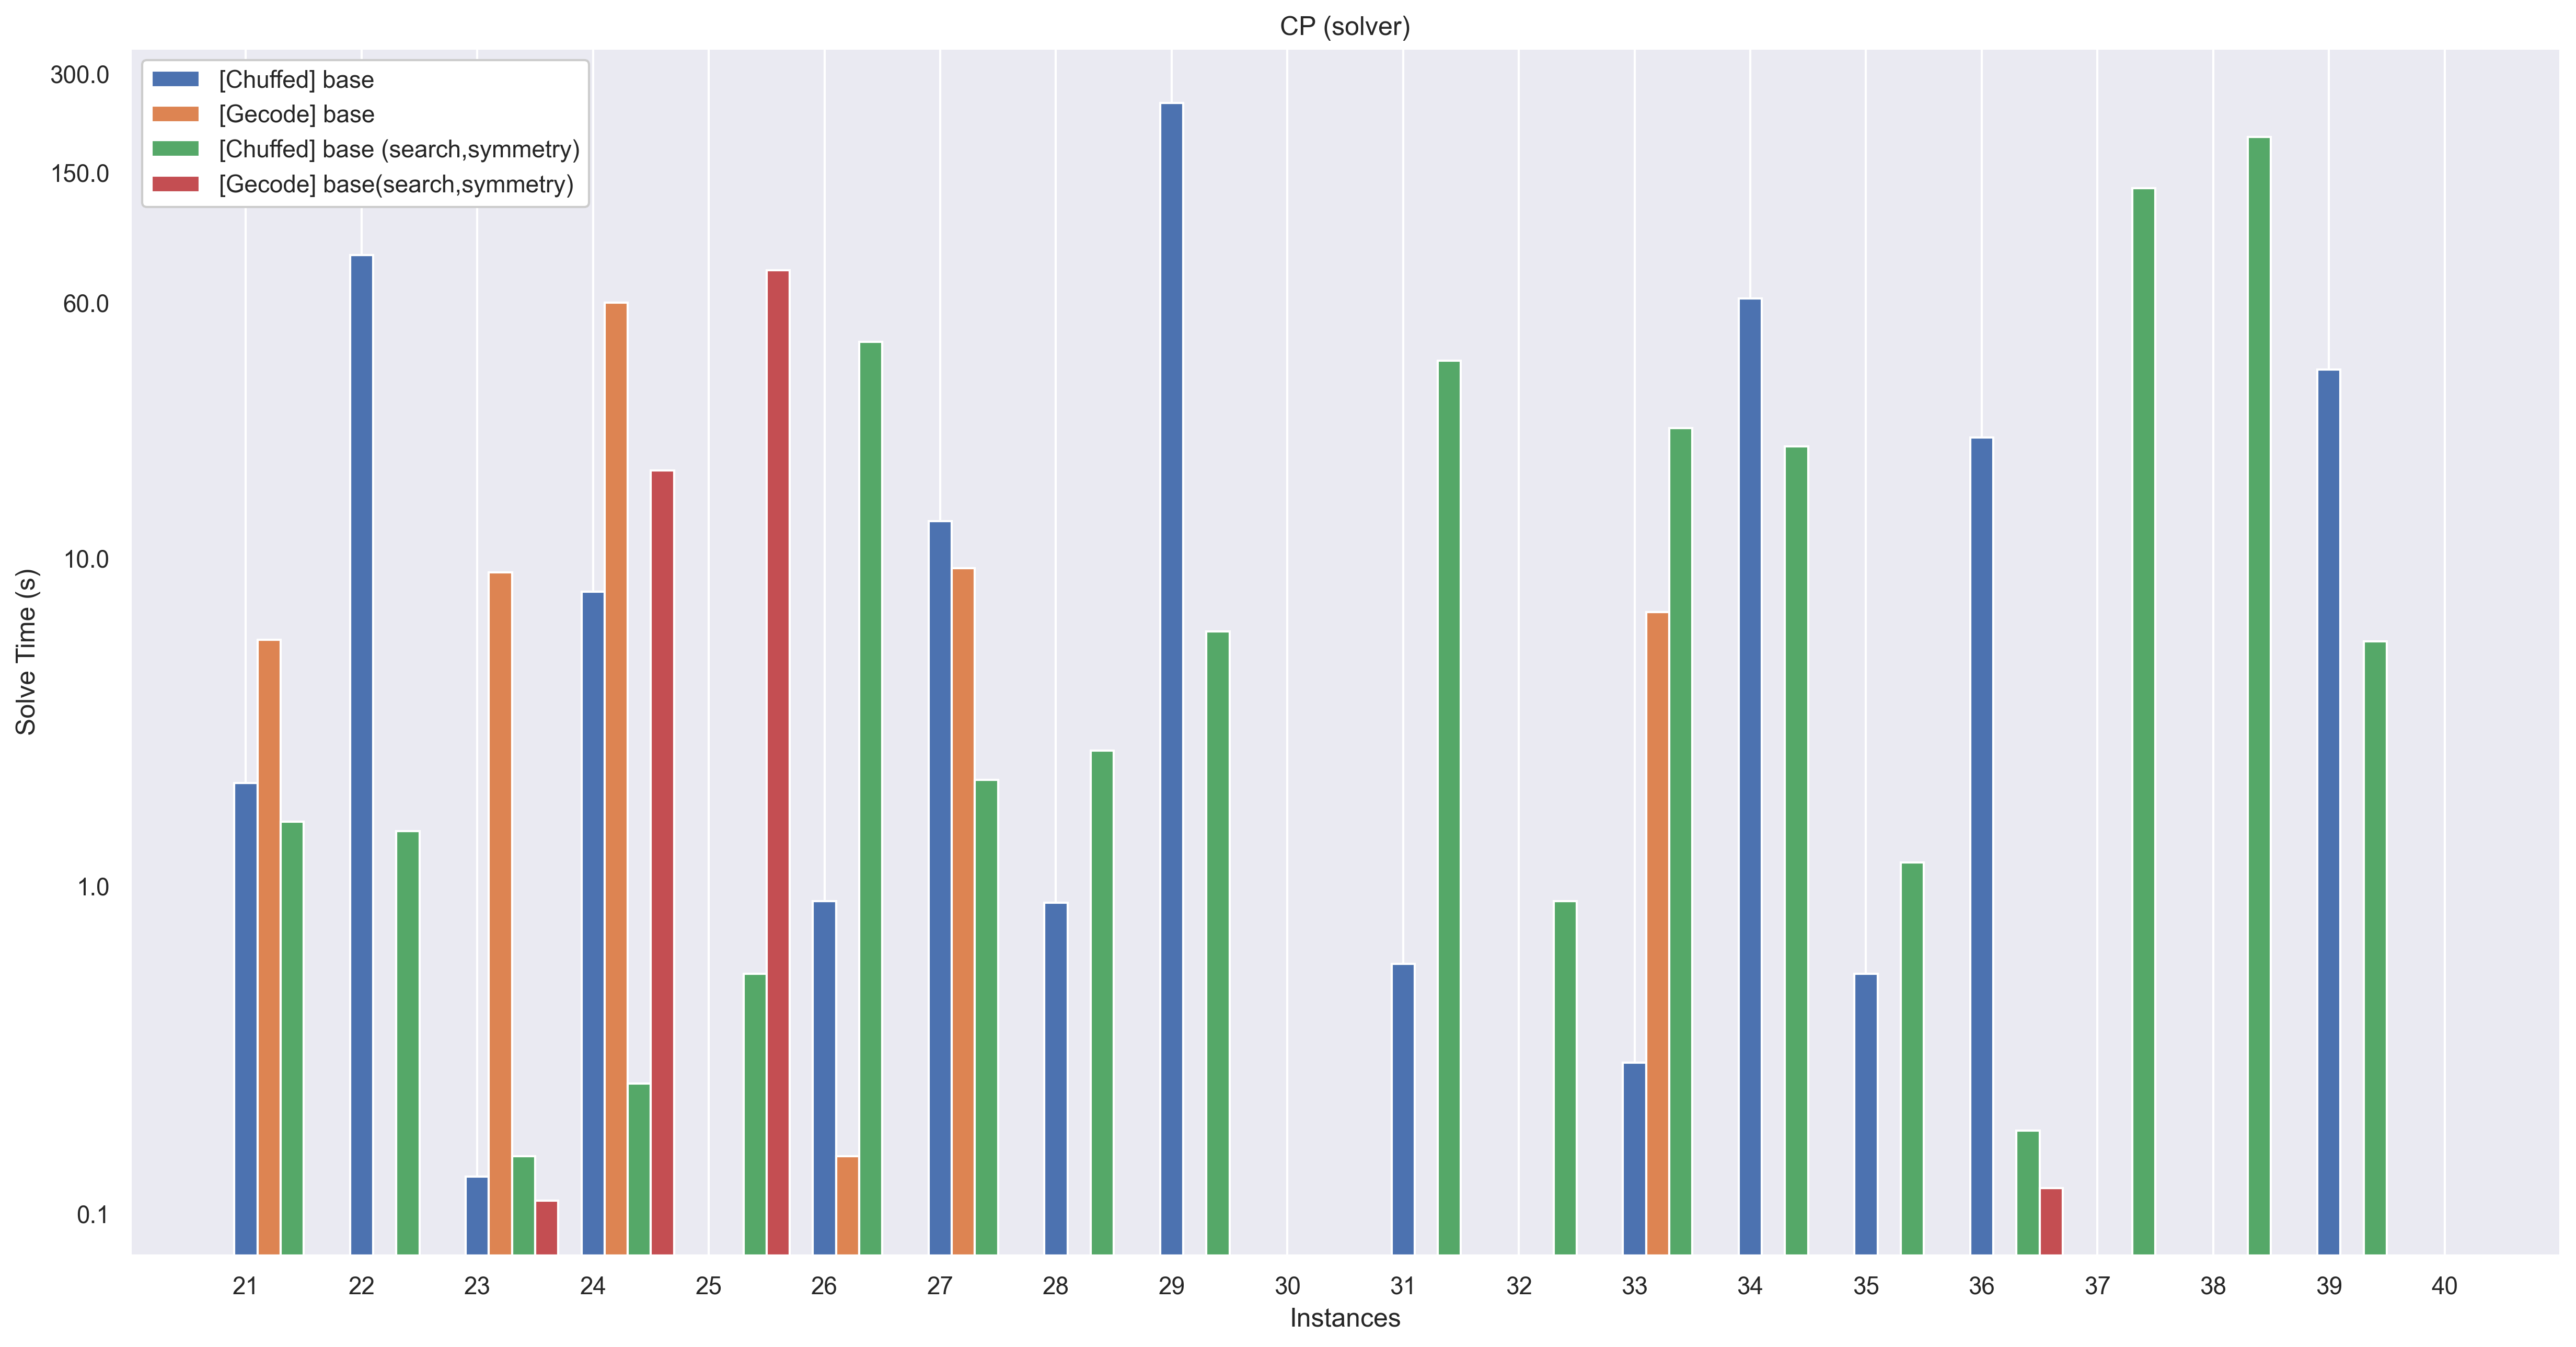 CP (solver)
[Chuffed] base
[Gecode] base
[Chuffed] base (search,symmetry)
[Gecode] base(search,symmetry)
300.0
150.0
60.0
10.0
1.0
0.1
Solve Time (s)
21 22 23 24 25 26 27 28 29 30 31 32 33 34 35 36 37 38 39 40
Instances